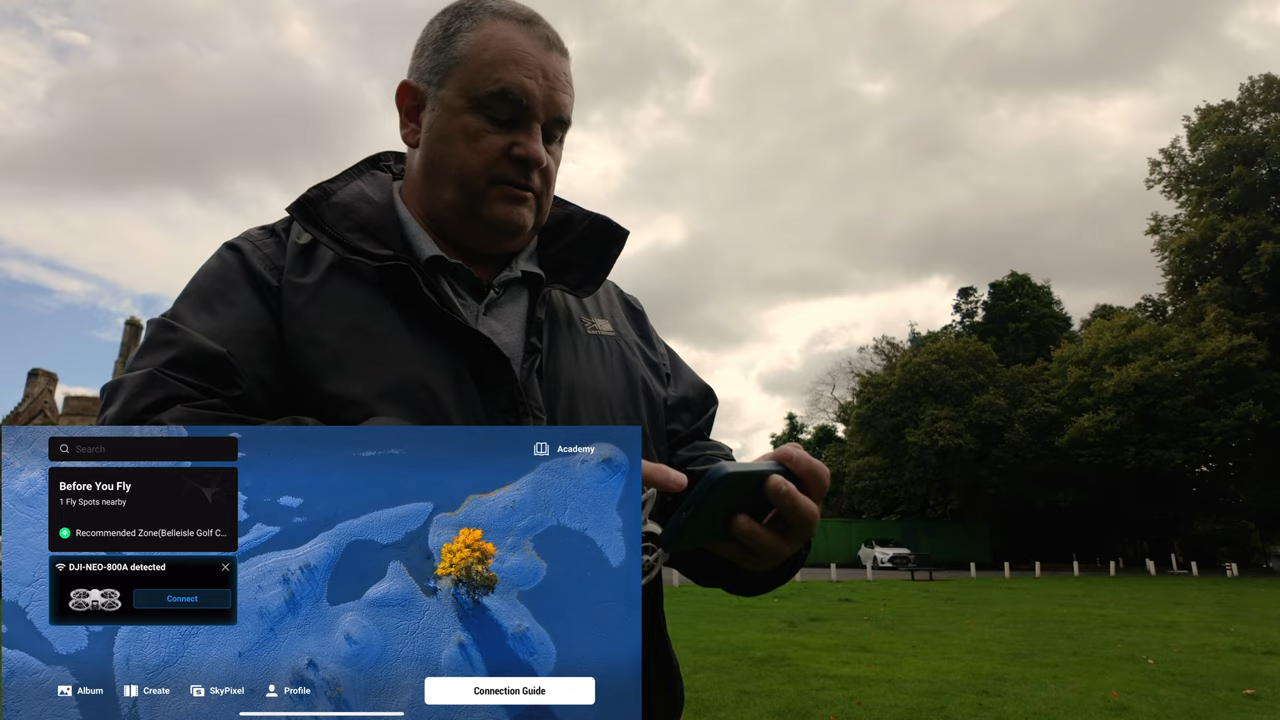 Search
Academy
Before You Fly
1 Fly Spots nearby
Recommended Zone(Belleisle Golf C...
DJI-NEO-800A detected
Connect
Album
Create
SkyPixel
Profile
Connection Guide